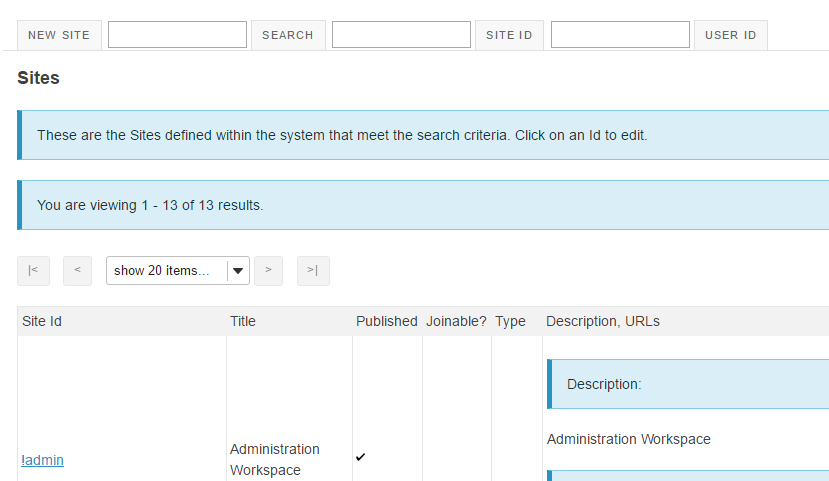 NEW SITE SEARCH SITE ID USER ID
Sites
These are the Sites defined within the system that meet the search criteria. Click on an Id to edit.
You are viewing 1 - 13 of 13 results.
|< < show 20 items... > >|
Site Id Title Published Joinable? Type Description, URLs
Description:
Administration Workspace
!admin Administration
Workspace